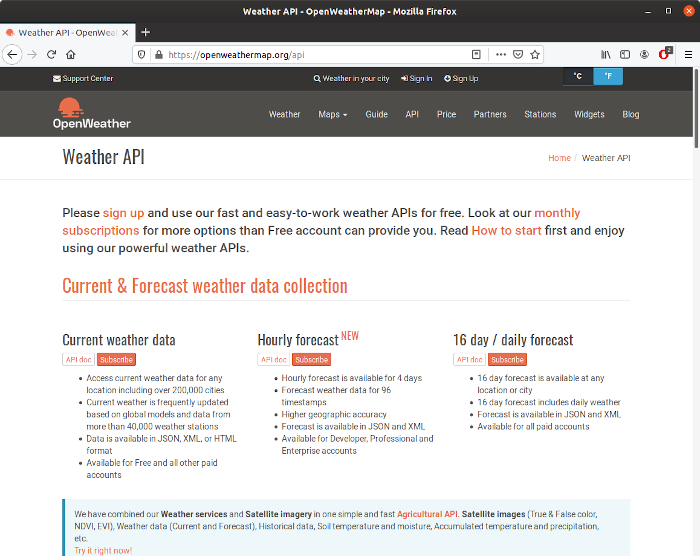 Weather API - OpenWeatherMap - Mozilla Firefox
Weather API - OpenWeat
https://openweathermap.org/api
2
Support Center
Weather in your city
Sign In
Sign Up
°C
°F
OpenWeather
Weather
Maps
Guide
API
Price
Partners
Stations
Widgets
Blog
Weather API
Home / Weather API
Please sign up and use our fast and easy-to-work weather APIs for free. Look at our monthly
subscriptions for more options than Free account can provide you. Read How to start first and enjoy
using our powerful weather APIs.
Current & Forecast weather data collection
Current weather data
API doc
Subscribe
Access current weather data for any
location including over 200,000 cities
Current weather is frequently updated
based on global models and data from
more than 40,000 weather stations
Data is available in JSON, XML, or HTML
format
Available for Free and all other paid
accounts
Hourly forecast NEW
API doc
Subscribe
Hourly forecast is available for 4 days
Forecast weather data for 96
timestamps
Higher geographic accuracy
Forecast is available in JSON and XML
Available for Developer, Professional and
Enterprise accounts
16 day / daily forecast
API doc
Subscribe
16 day forecast is available at any
location or city
16 day forecast includes daily weather
Forecast is available in JSON and XML
Available for all paid accounts
We have combined our Weather services and Satellite imagery in one simple and fast Agricultural API. Satellite images (True & False color,
NDVI, EVI), Weather data (Current and Forecast), Historical data, Soil temperature and moisture, Accumulated temperature and precipitation,
etc.
Try it right now!